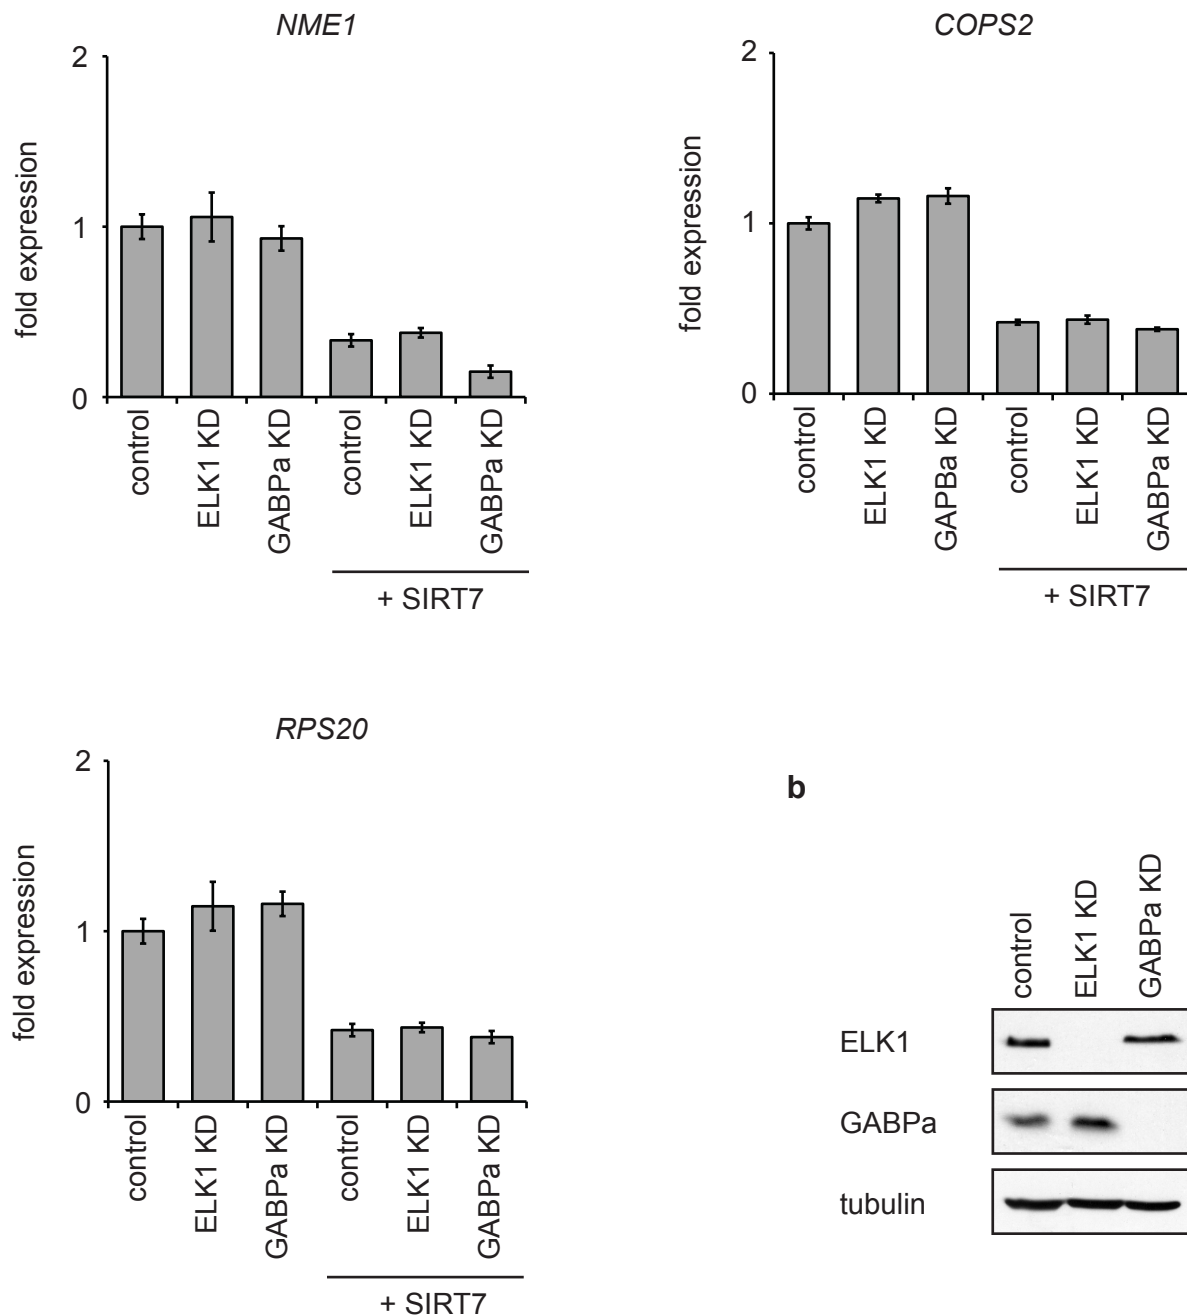 NME1
2
1
0
fold expression
control
ELK1 KD
GABPa KD
control
ELK1 KD
GABPa KD
+ SIRT7
COPS2
2
1
0
fold expression
control
ELK1 KD
GAPBa KD
control
ELK1 KD
GABPa KD
+ SIRT7
RPS20
2
1
0
fold expression
control
ELK1 KD
GABPa KD
control
ELK1 KD
GABPa KD
+ SIRT7
b
control
ELK1 KD
GABPa KD
ELK1
GABPa
tubulin